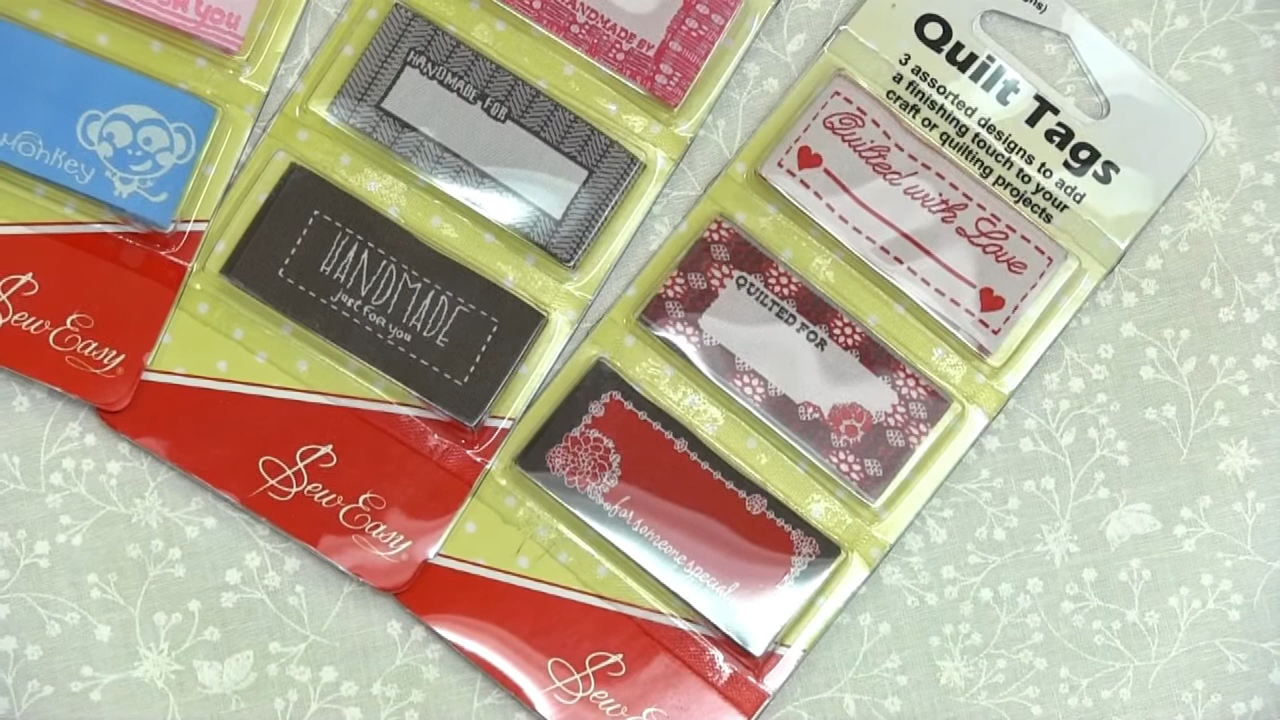 FOR YOU
Monkey
Sew Easy
HANDMADE BY
HANDMADE FOR
HANDMADE
just for you
Sew Easy
Quilt Tags
3 assorted designs to add
a finishing touch to your
craft or quilting projects
Quilted with Love
QUILTED FOR
for someone special
Sew Easy